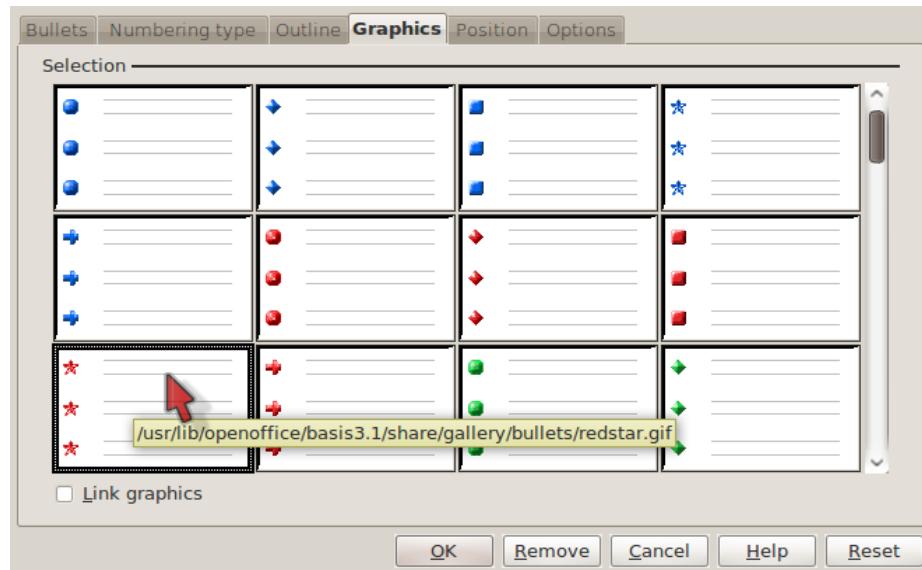 Bullets Numbering type Outline Graphics Position Options
Selection
/usr/lib/openoffice/basis3.1/share/gallery/bullets/redstar.gif
Link graphics
OK Remove Cancel Help Reset